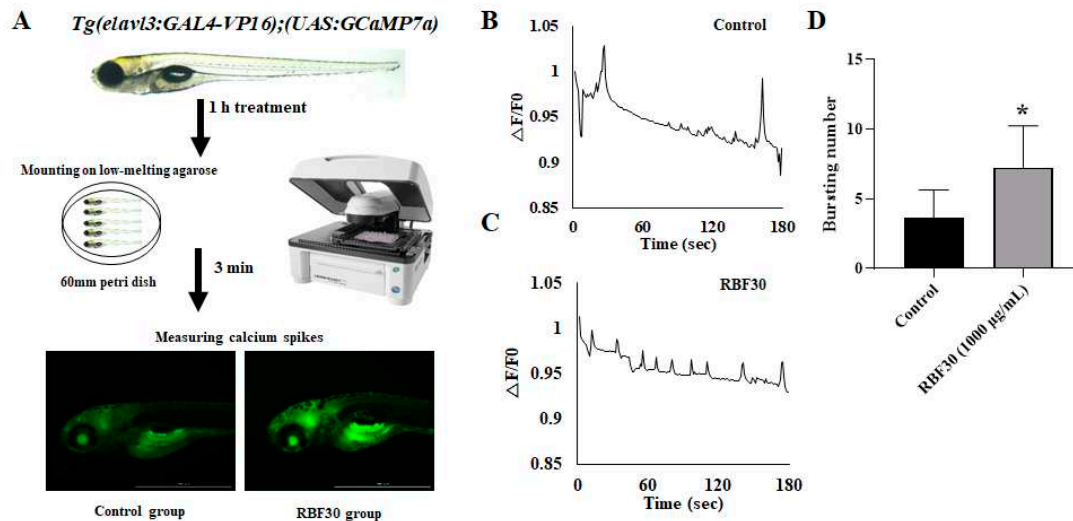 A
Tg(elavl3:GAL4-VP16);(UAS:GCaMP7a)
1 h treatment
Mounting on low-melting agarose
60mm petri dish
3 min
Measuring calcium spikes
Control group
RBF30 group
B
Control
1.05
1
0.95
0.9
0.85
△F/F0
0
60
120
180
Time (sec)
C
RBF30
1.05
1
0.95
0.9
0.85
△F/F0
0
60
120
180
Time (sec)
D
Bursting number
15
10
5
0
*
Control
RBF30 (1000 μg/mL)